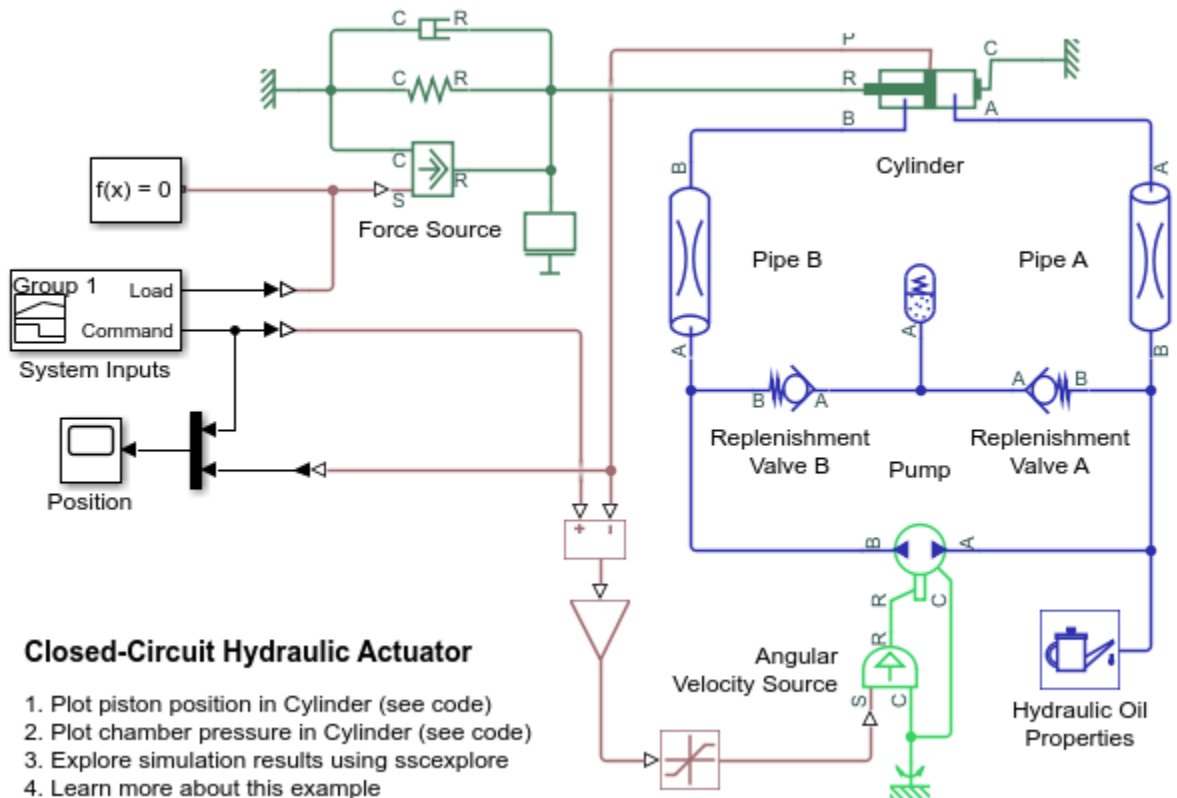 C R
P
C
C R
R
B
A
C
R
S
Cylinder
B
A
f(x) = 0
Force Source
Pipe B
Pipe A
Group 1
Load
Command
System Inputs
A
A
B
B A
A B
Replenishment
Valve B
Replenishment
Valve A
Pump
Position
+ -
B
A
R
C
R
Angular
Velocity Source
S
C
Hydraulic Oil
Properties
Closed-Circuit Hydraulic Actuator
1. Plot piston position in Cylinder (see code)
2. Plot chamber pressure in Cylinder (see code)
3. Explore simulation results using sscexplore
4. Learn more about this example